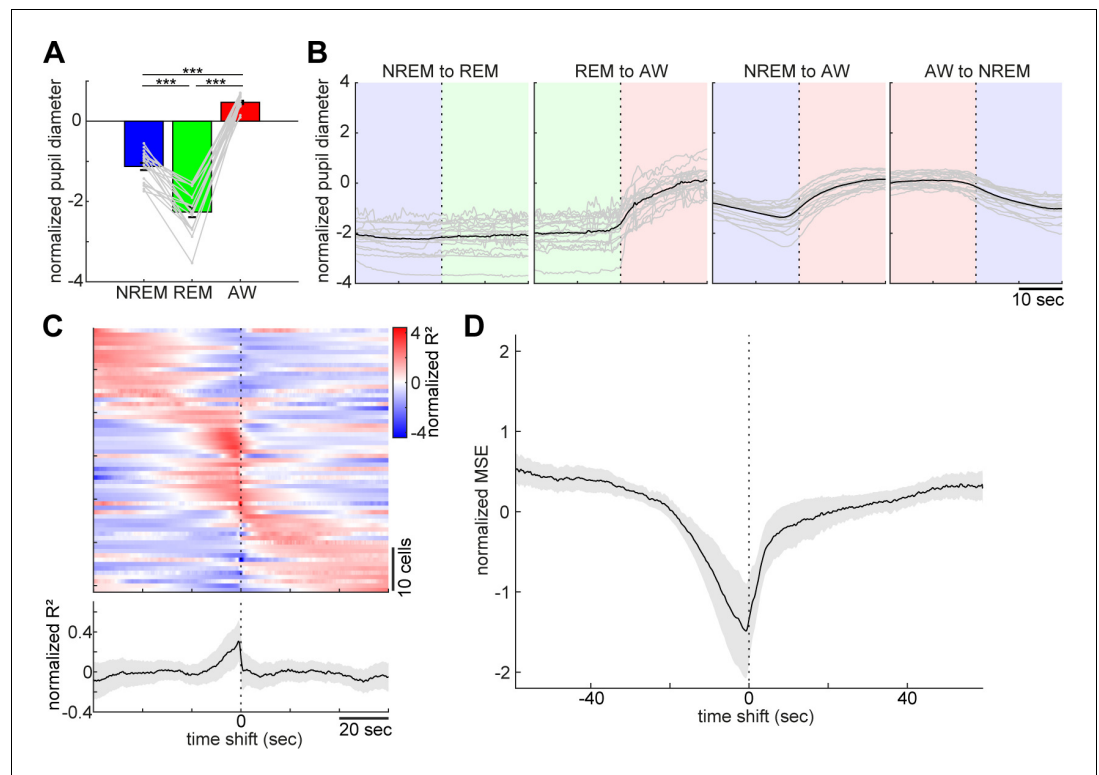 A
*** 
*** ***
normalized pupil diameter
0
-2
-4
NREM REM AW
B
NREM to REM REM to AW NREM to AW AW to NREM
normalized pupil diameter
4
2
0
-2
-4
10 sec
C
4
0
-4
normalized R²
10 cells
normalized R²
0.4
0
-0.4
0
time shift (sec)
20 sec
D
normalized MSE
2
1
0
-1
-2
-40 0 40
time shift (sec)